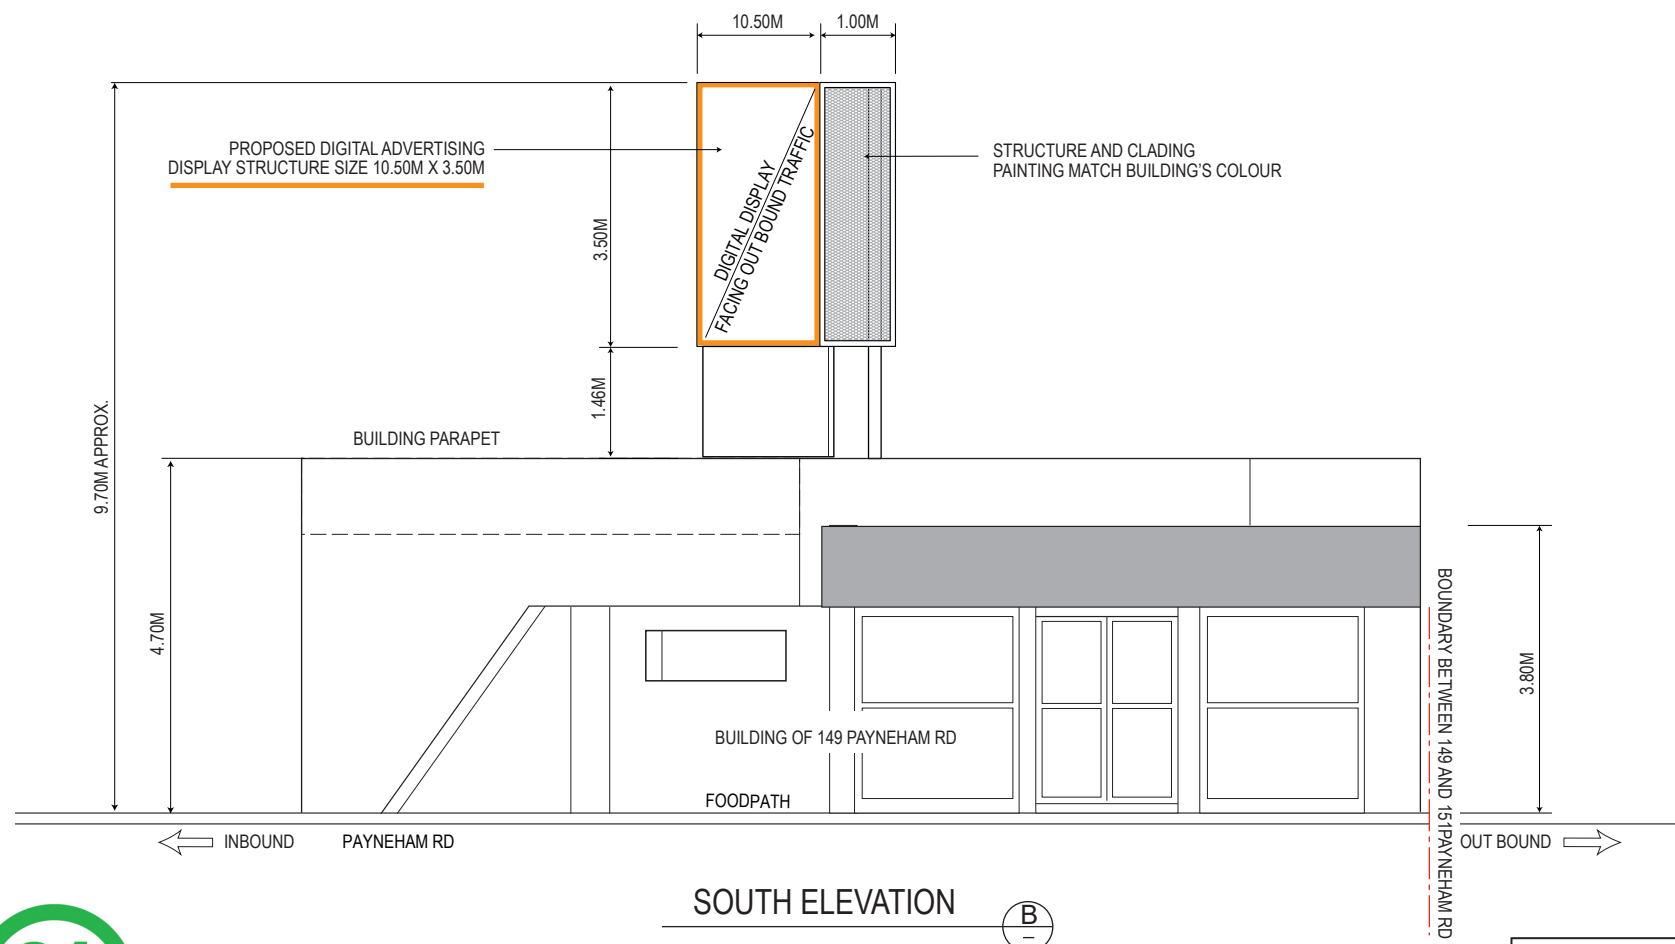 10.50M
1.00M
PROPOSED DIGITAL ADVERTISING
DISPLAY STRUCTURE SIZE 10.50M X 3.50M
3.50M
DIGITAL DISPLAY
FACING OUT BOUND TRAFFIC
STRUCTURE AND CLADING
PAINTING MATCH BUILDING'S COLOUR
1.46M
9.70M APPROX.
BUILDING PARAPET
4.70M
3.80M
BOUNDARY BETWEEN 149 AND 151PAYNEHAM RD
BUILDING OF 149 PAYNEHAM RD
FOODPATH
INBOUND
PAYNEHAM RD
OUT BOUND
SOUTH ELEVATION
B
–